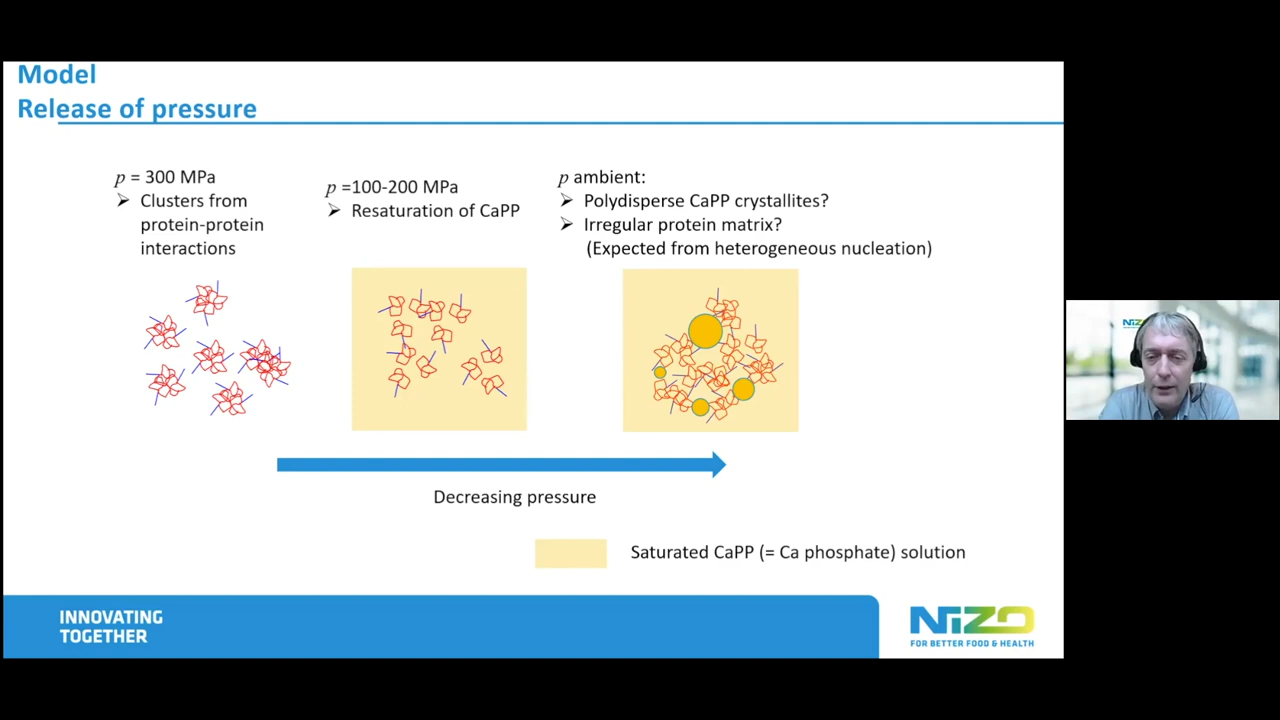 Model
Release of pressure
p = 300 MPa
➢ Clusters from
protein-protein
interactions
p =100-200 MPa
➢ Resaturation of CaPP
p ambient:
➢ Polydisperse CaPP crystallites?
➢ Irregular protein matrix?
(Expected from heterogeneous nucleation)
Decreasing pressure
Saturated CaPP (= Ca phosphate) solution
INNOVATING
TOGETHER
NIZO
FOR BETTER FOOD & HEALTH
NIZO